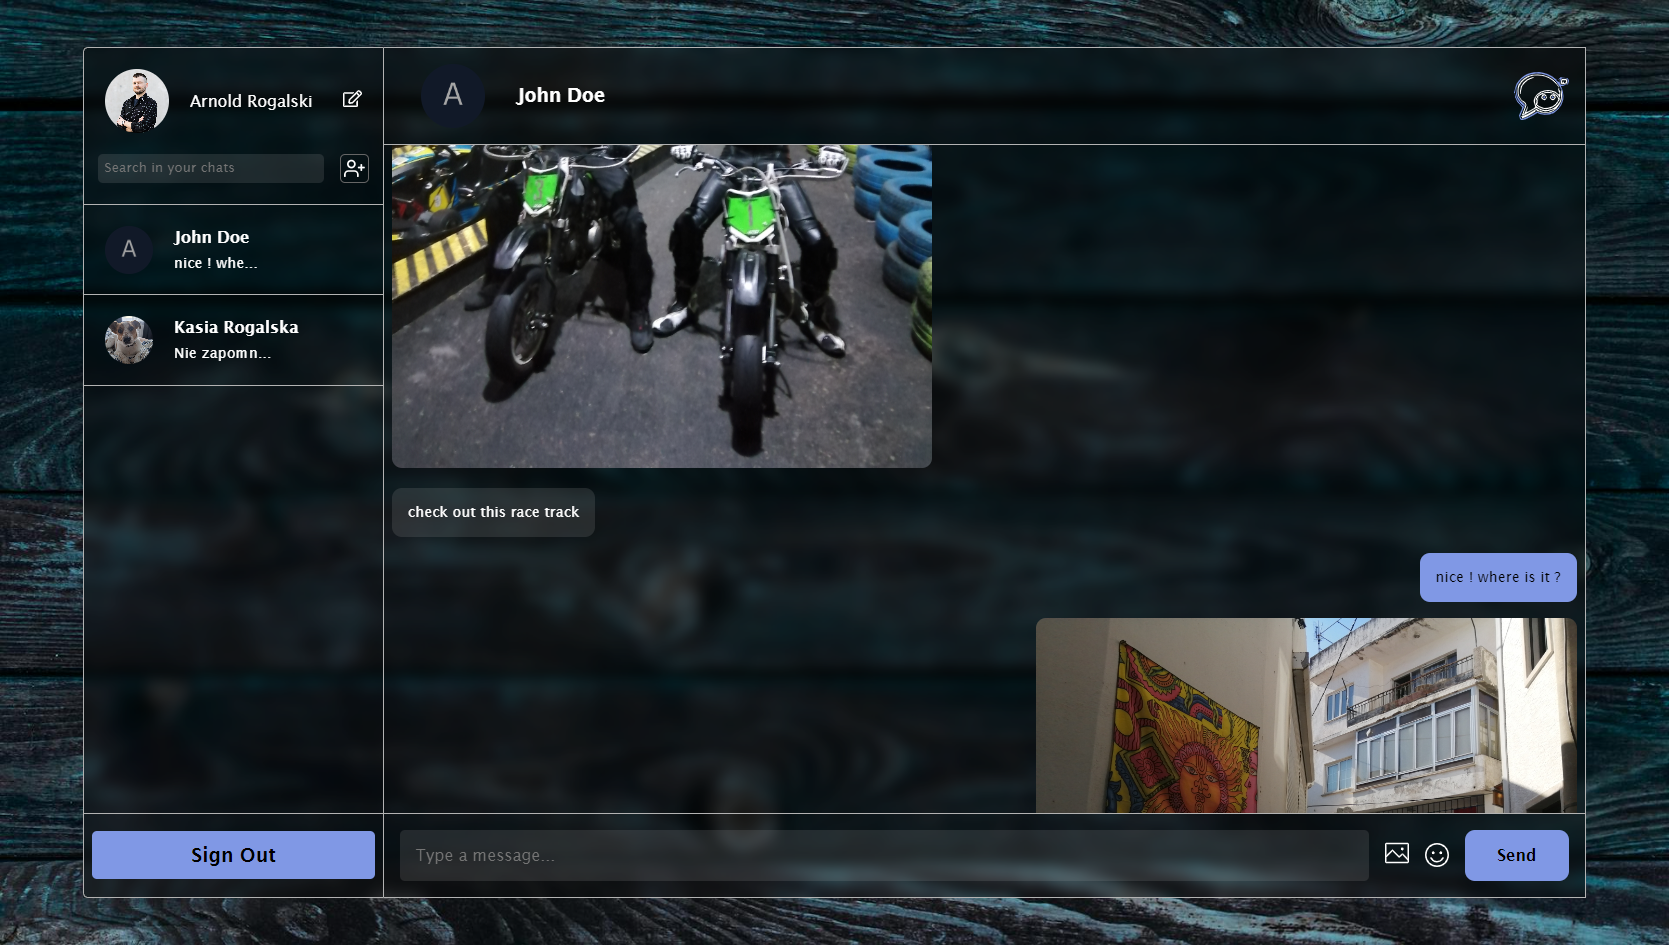 Arnold Rogalski
Search in your chats
A
John Doe
nice ! whe...
Kasia Rogalska
Nie zapomn...
Sign Out
A
John Doe
check out this race track
nice ! where is it ?
Type a message...
Send